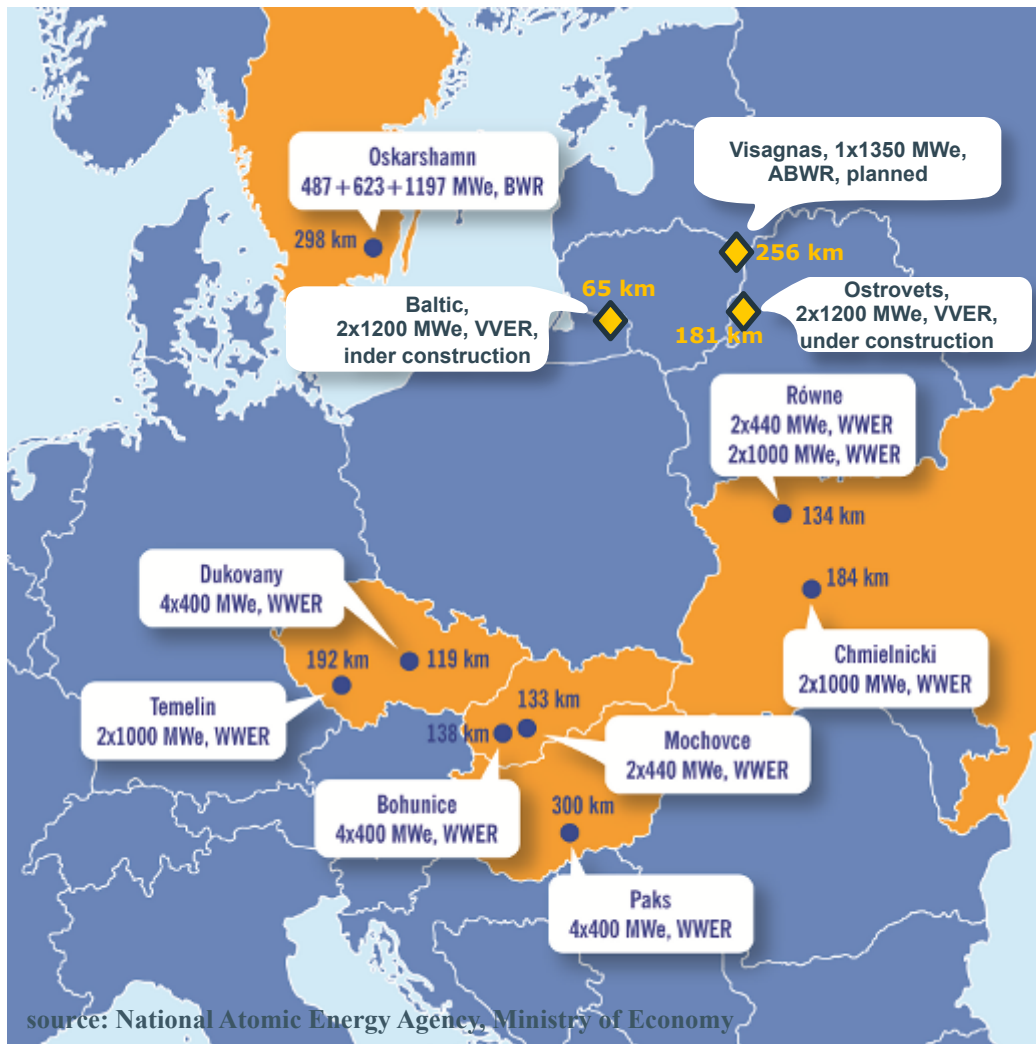 Oskarshamn
487+623+1197 MWe, BWR
298 km
Visagnas, 1x1350 MWe,
ABWR, planned
256 km
65 km
Baltic,
2x1200 MWe, VVER,
inder construction
Ostrovets,
2x1200 MWe, VVER,
under construction
181 km
Równe
2x440 MWe, WWER
2x1000 MWe, WWER
134 km
184 km
Dukovany
4x400 MWe, WWER
192 km
119 km
Chmielnicki
2x1000 MWe, WWER
Temelin
2x1000 MWe, WWER
133 km
138 km
Mochovce
2x440 MWe, WWER
Bohunice
4x400 MWe, WWER
300 km
Paks
4x400 MWe, WWER
source: National Atomic Energy Agency, Ministry of Economy